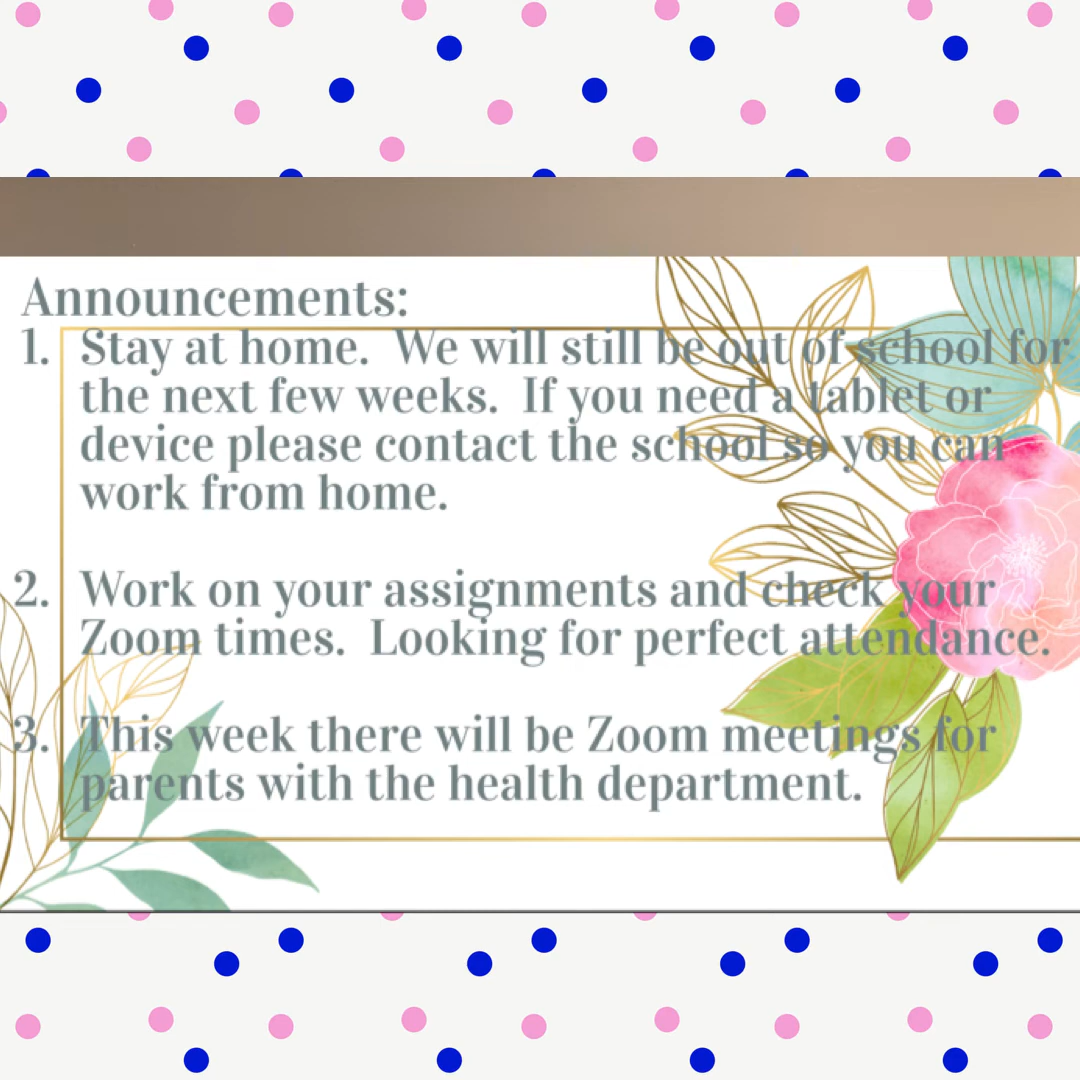 Announcements:
1. Stay at home. We will still be out of school for
the next few weeks. If you need a tablet or
device please contact the school so you can
work from home.
2. Work on your assignments and check your
Zoom times. Looking for perfect attendance.
3. This week there will be Zoom meetings for
parents with the health department.